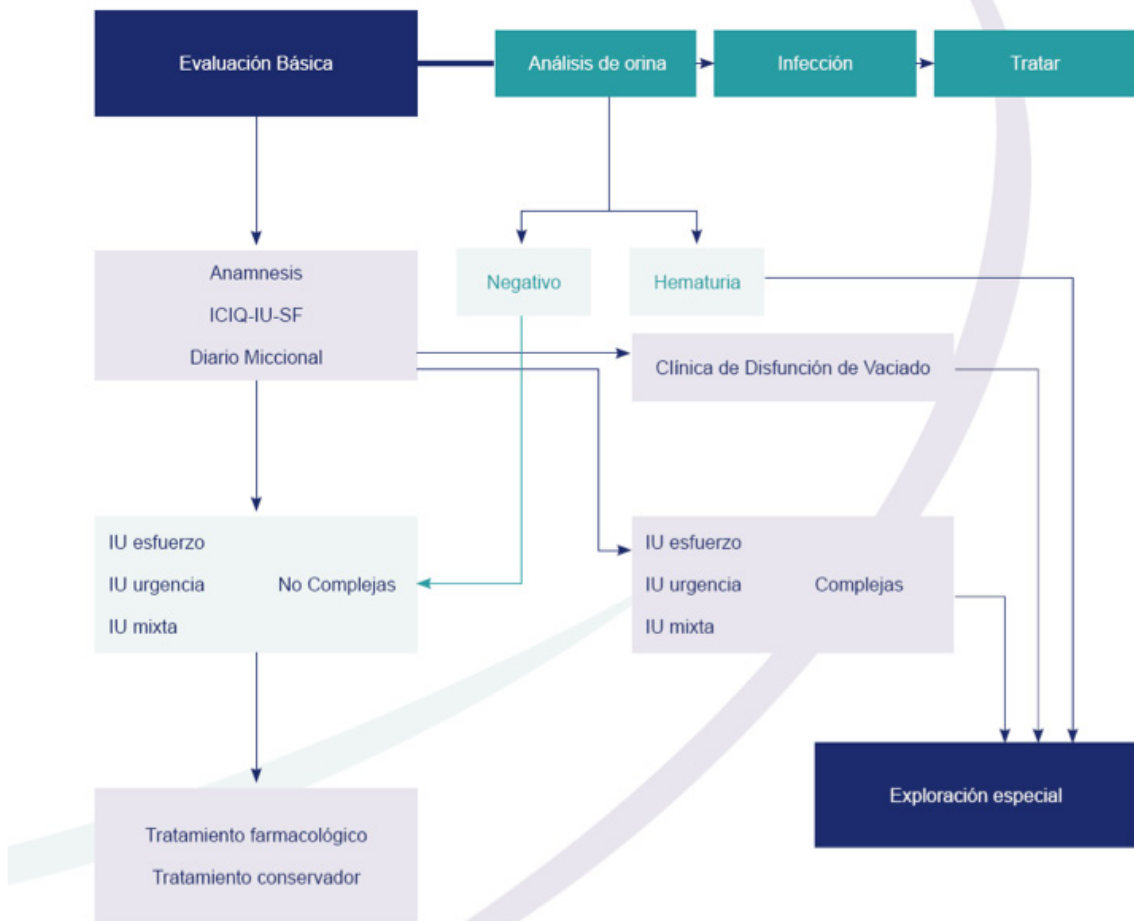 Evaluación Básica
Análisis de orina
Infección
Tratar
Anamnesis
ICIQ-IU-SF
Diario Miccional
Negativo
Hematuria
Clínica de Disfunción de Vaciado
IU esfuerzo
IU urgencia
No Complejas
IU mixta
IU esfuerzo
IU urgencia
Complejas
IU mixta
Exploración especial
Tratamiento farmacológico
Tratamiento conservador